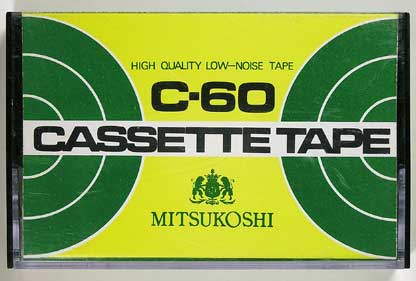 HIGH QUALITY LOW-NOISE TAPE
C-60
CASSETTE TAPE
MITSUKOSHI